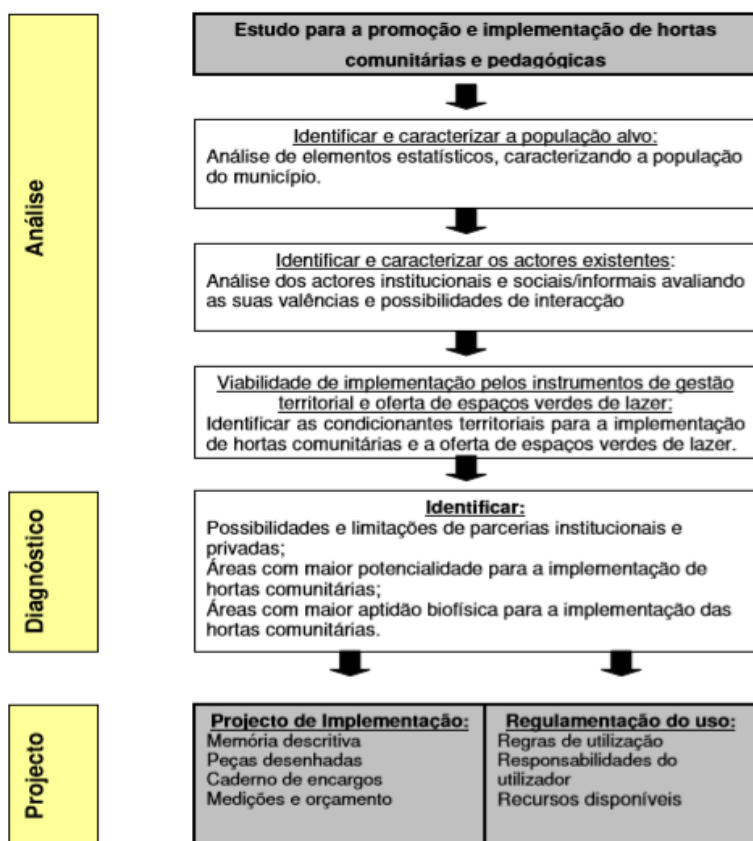 Análise
Estudo para a promoção e implementação de hortas
comunitárias e pedagógicas
Identificar e caracterizar a população alvo:
Análise de elementos estatísticos, caracterizando a população
do município.
Identificar e caracterizar os actores existentes:
Análise dos actores institucionais e sociais/informais avaliando
as suas valências e possibilidades de interacção
Viabilidade de implementação pelos instrumentos de gestão
territorial e oferta de espaços verdes de lazer:
Identificar as condicionantes territoriais para a implementação
de hortas comunitárias e a oferta de espaços verdes de lazer.
Diagnóstico
Identificar:
Possibilidades e limitações de parcerias institucionais e
privadas;
Áreas com maior potencialidade para a implementação de
hortas comunitárias;
Áreas com maior aptidão biofísica para a implementação das
hortas comunitárias.
Projecto
Projecto de Implementação:
Memória descritiva
Peças desenhadas
Caderno de encargos
Medições e orçamento
Regulamentação do uso:
Regras de utilização
Responsabilidades do
utilizador
Recursos disponíveis